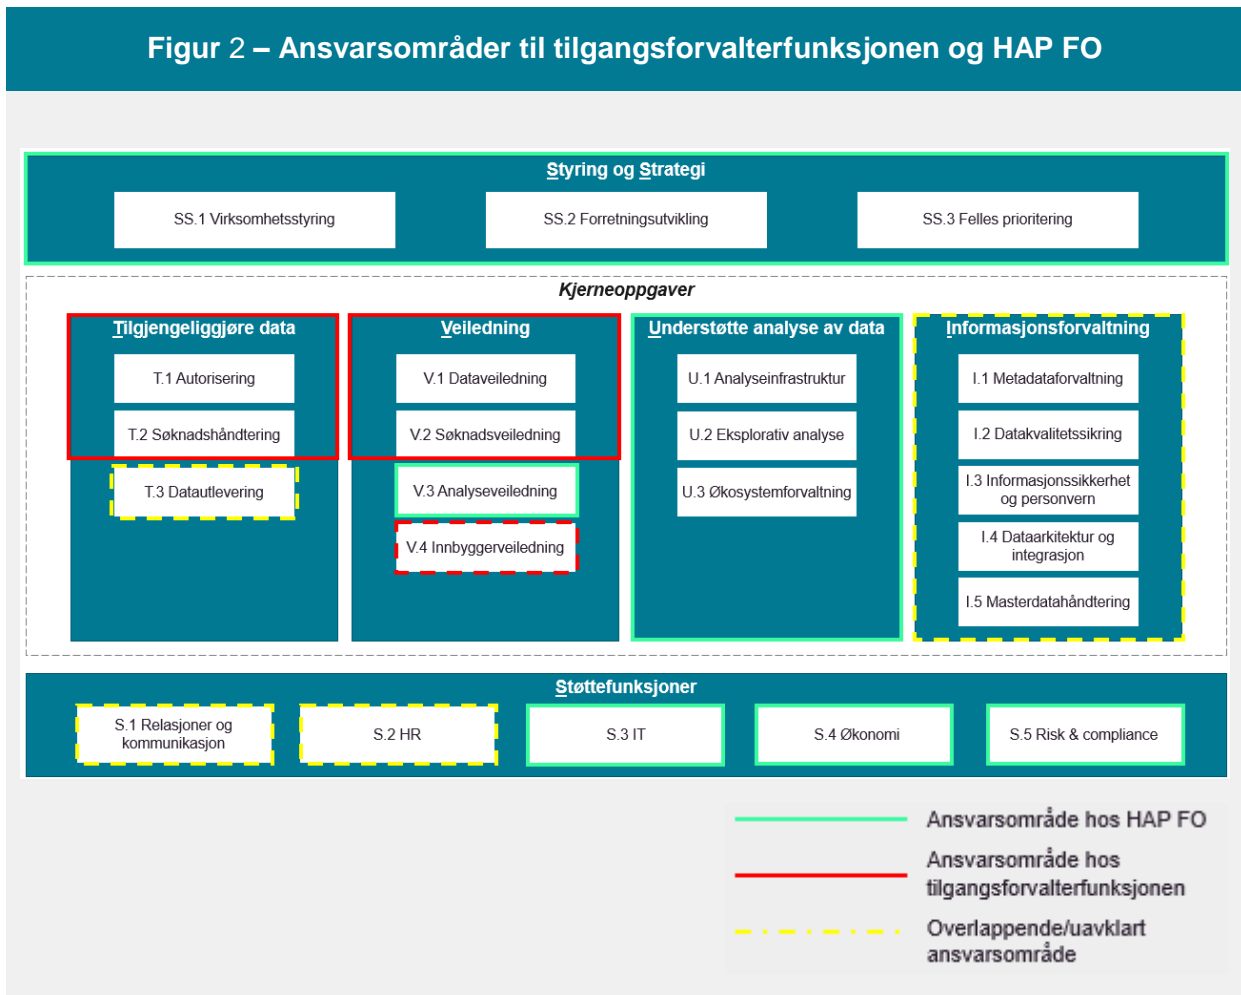 Figur 2 – Ansvarsområder til tilgangsforvalterfunksjonen og HAP FO
Styring og Strategi
SS.1 Virksomhetsstyring
SS.2 Forretningsutvikling
SS.3 Felles prioritering
Kjerneoppgaver
Tilgjengeliggjøre data
T.1 Autorisering
T.2 Søknadshåndtering
T.3 Datautlevering
Veiledning
V.1 Dataveiledning
V.2 Søknadsveiledning
V.3 Analyseveiledning
V.4 Innbyggerveiledning
Understøtte analyse av data
U.1 Analyseinfrastruktur
U.2 Eksplorativ analyse
U.3 Økosystemforvaltning
Informasjonsforvaltning
I.1 Metadataforvaltning
I.2 Datakvalitetssikring
I.3 Informasjonssikkerhet
og personvern
I.4 Dataarkitektur og
integrasjon
I.5 Masterdatahåndtering
Støttefunksjoner
S.1 Relasjoner og
kommunikasjon
S.2 HR
S.3 IT
S.4 Økonomi
S.5 Risk & compliance
Ansvarsområde hos HAP FO
Ansvarsområde hos
tilgangsforvalterfunksjonen
Overlappende/uavklart
ansvarsområde